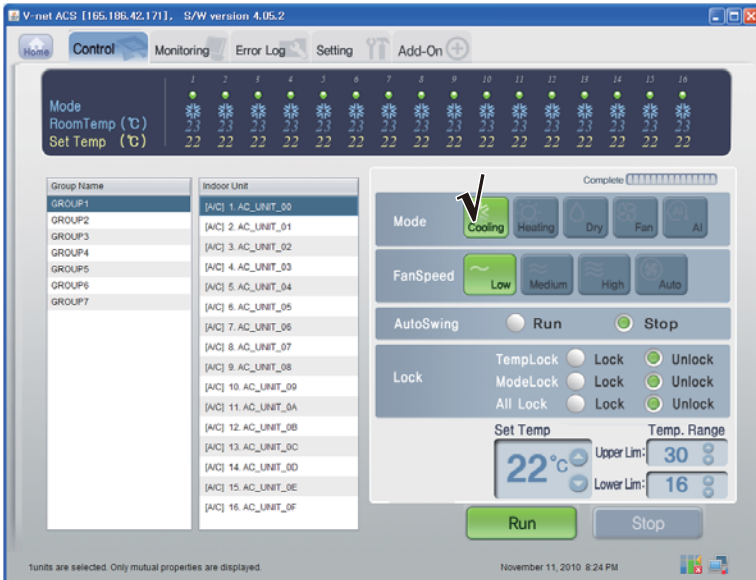 V-net ACS [165.186.42.171],   S/W version 4.05.2
Home Control Monitoring Error Log Setting Add-On
1 2 3 4 5 6 7 8 9 10 11 12 13 14 15 16
Mode
RoomTemp (℃) 23 23 23 23 23 23 23 23 23 23 23 23 23 23 23 23
Set Temp (℃) 22 22 22 22 22 22 22 22 22 22 22 22 22 22 22 22
Group Name
GROUP1
GROUP2
GROUP3
GROUP4
GROUP5
GROUP6
GROUP7
Indoor Unit
[A/C] 1. AC_UNIT_00
[A/C] 2. AC_UNIT_01
[A/C] 3. AC_UNIT_02
[A/C] 4. AC_UNIT_03
[A/C] 5. AC_UNIT_04
[A/C] 6. AC_UNIT_05
[A/C] 7. AC_UNIT_06
[A/C] 8. AC_UNIT_07
[A/C] 9. AC_UNIT_08
[A/C] 10. AC_UNIT_09
[A/C] 11. AC_UNIT_0A
[A/C] 12. AC_UNIT_0B
[A/C] 13. AC_UNIT_0C
[A/C] 14. AC_UNIT_0D
[A/C] 15. AC_UNIT_0E
[A/C] 16. AC_UNIT_0F
Complete
Mode Cooling Heating Dry Fan AI
FanSpeed Low Medium High Auto
AutoSwing Run Stop
Lock
TempLock Lock Unlock
ModeLock Lock Unlock
All Lock Lock Unlock
Set Temp Temp. Range
22℃
Upper Lim: 30
Lower Lim: 16
Run Stop
1units are selected. Only mutual properties are displayed.
November 11, 2010  8:24 PM